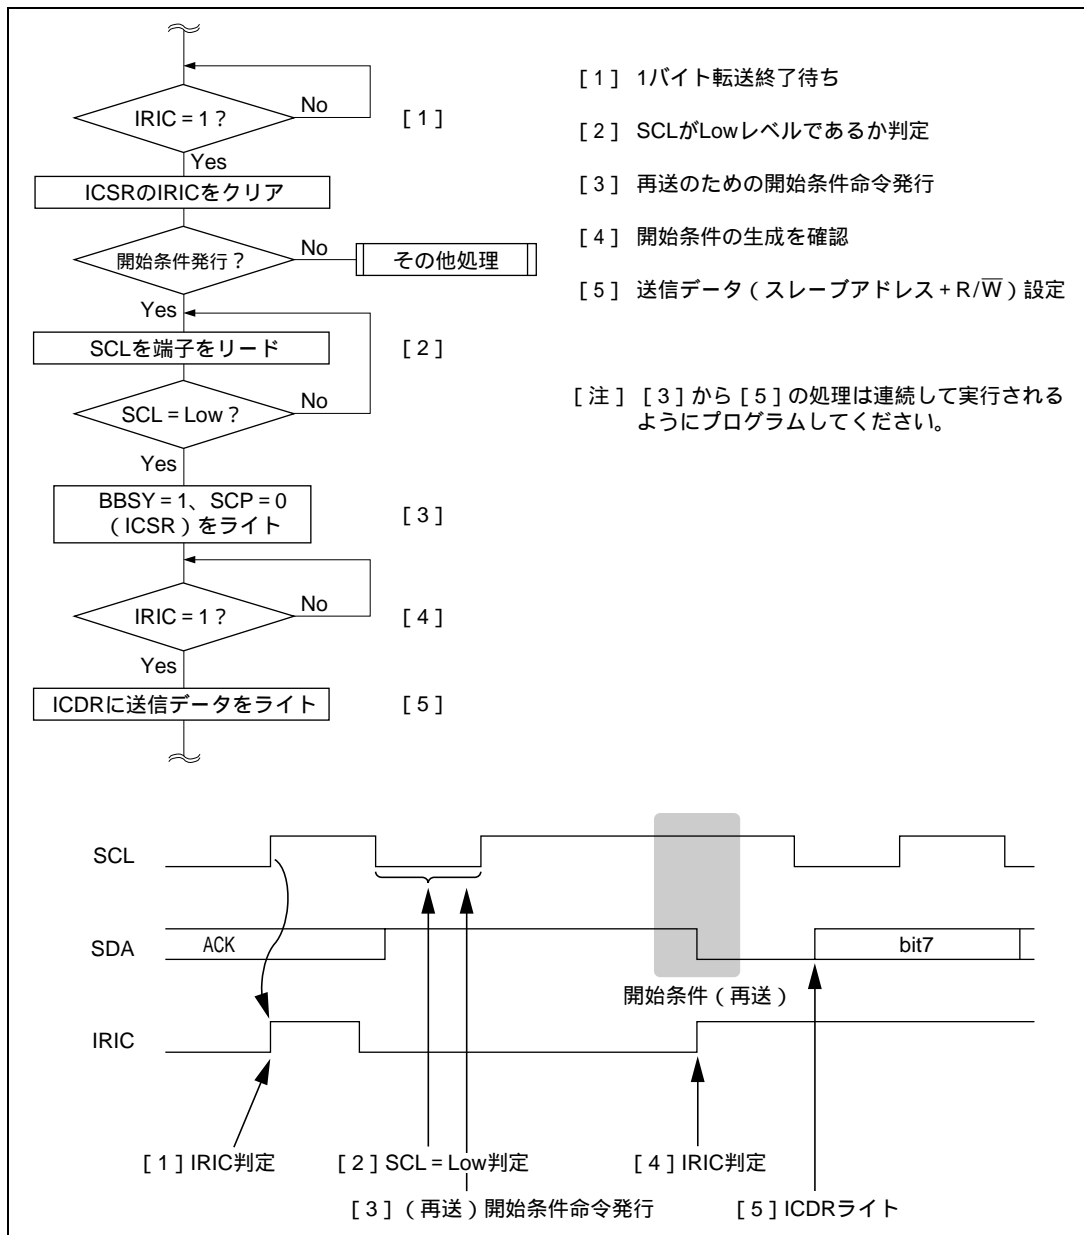 IRIC = 1 ?
No
[ 1 ]
Yes
ICSRのIRICをクリア
開始条件発行 ?
No
その他処理
Yes
SCLを端子をリード
[ 2 ]
SCL = Low ?
No
Yes
BBSY = 1、SCP = 0
( ICSR ) をライト
[ 3 ]
IRIC = 1 ?
No
[ 4 ]
Yes
ICDRに送信データをライト
[ 5 ]
[ 1 ] 1バイト転送終了待ち
[ 2 ] SCLがLowレベルであるか判定
[ 3 ] 再送のための開始条件命令発行
[ 4 ] 開始条件の生成を確認
[ 5 ] 送信データ ( スレーブアドレス + R/W̅ ) 設定
[ 注 ] [ 3 ] から [ 5 ] の処理は連続して実行される
ようにプログラムしてください。
SCL
SDA
ACK
bit7
開始条件 ( 再送 )
IRIC
[ 1 ] IRIC判定
[ 2 ] SCL = Low判定
[ 4 ] IRIC判定
[ 3 ] ( 再送 ) 開始条件命令発行
[ 5 ] ICDRライト